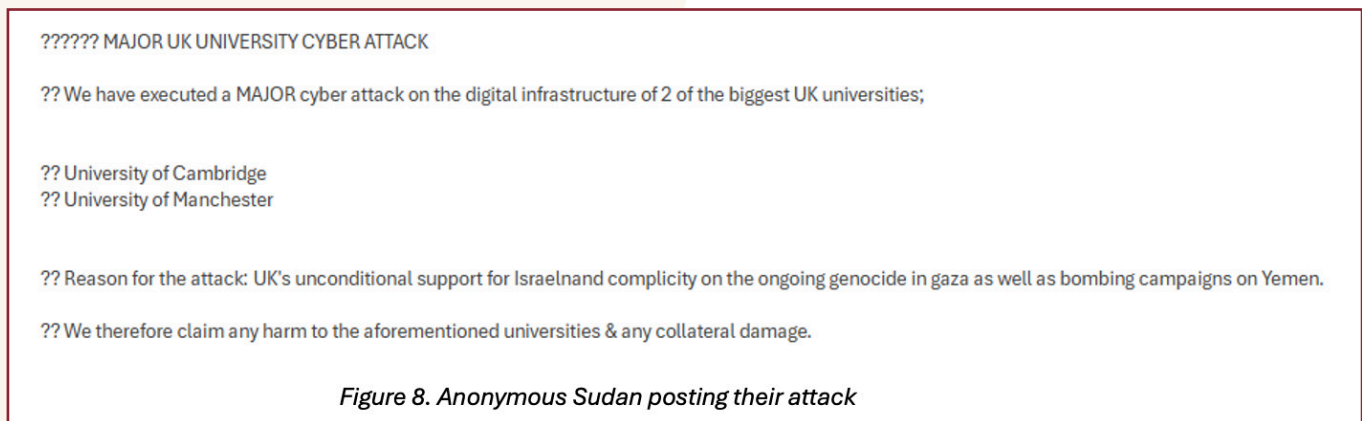 ?????? MAJOR UK UNIVERSITY CYBER ATTACK
?? We have executed a MAJOR cyber attack on the digital infrastructure of 2 of the biggest UK universities;
?? University of Cambridge
?? University of Manchester
?? Reason for the attack: UK's unconditional support for Israelnand complicity on the ongoing genocide in gaza as well as bombing campaigns on Yemen.
?? We therefore claim any harm to the aforementioned universities & any collateral damage.
Figure 8. Anonymous Sudan posting their attack